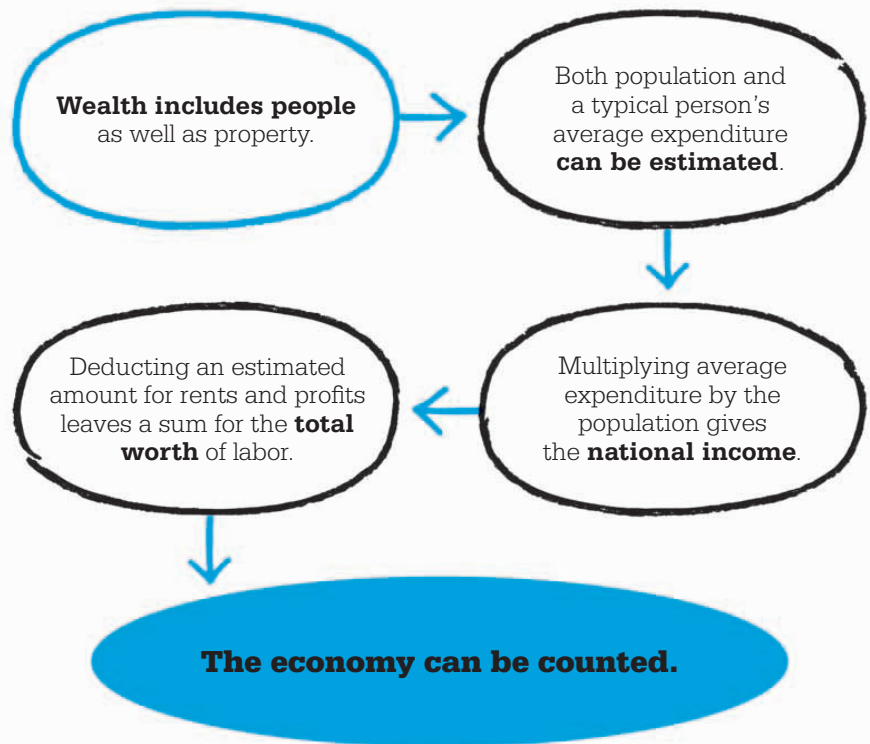 Wealth includes people
as well as property.
Both population and
a typical person's
average expenditure
can be estimated.
Multiplying average
expenditure by the
population gives
the national income.
Deducting an estimated
amount for rents and profits
leaves a sum for the total
worth of labor.
The economy can be counted.